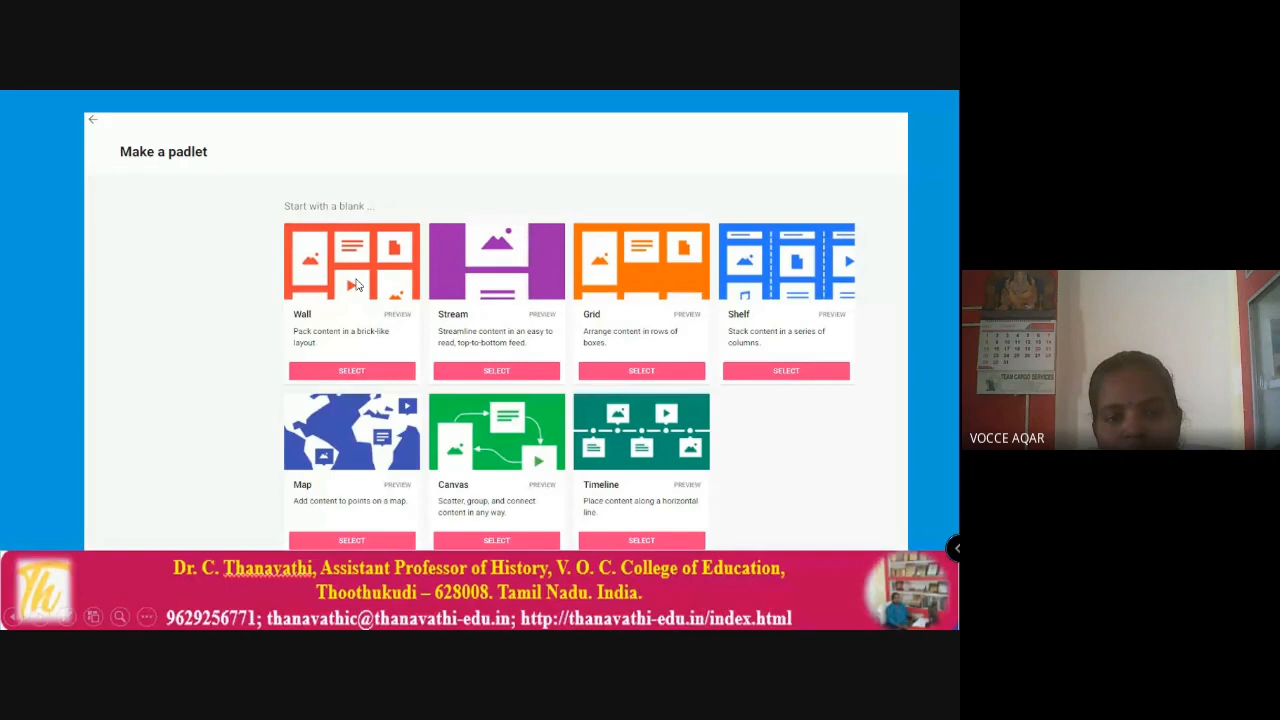 Make a padlet
Start with a blank ...
Wall PREVIEW
Pack content in a brick-like
layout.
SELECT
Stream PREVIEW
Streamline content in an easy to
read, top-to-bottom feed.
SELECT
Grid PREVIEW
Arrange content in rows of
boxes.
SELECT
Shelf PREVIEW
Stack content in a series of
columns.
SELECT
Map PREVIEW
Add content to points on a map.
SELECT
Canvas PREVIEW
Scatter, group, and connect
content in any way.
SELECT
Timeline PREVIEW
Place content along a horizontal
line.
SELECT
Th
Dr. C. Thanavathi, Assistant Professor of History, V. O. C. College of Education,
Thoothukudi – 628008. Tamil Nadu. India.
9629256771; thanavathic@thanavathi-edu.in; http://thanavathi-edu.in/index.html
TEAM CARGO SERVICES
VOCCE AQAR